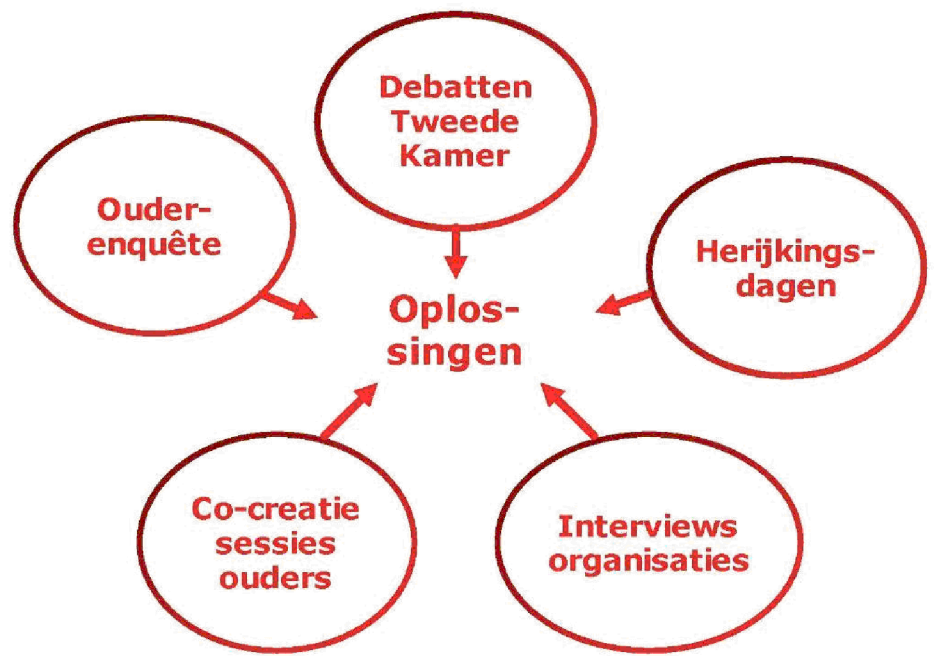 Debatten
Tweede
Kamer
Ouder-
enquête
Herijkings-
dagen
Oplos-
singen
Co-creatie
sessies
ouders
Interviews
organisaties